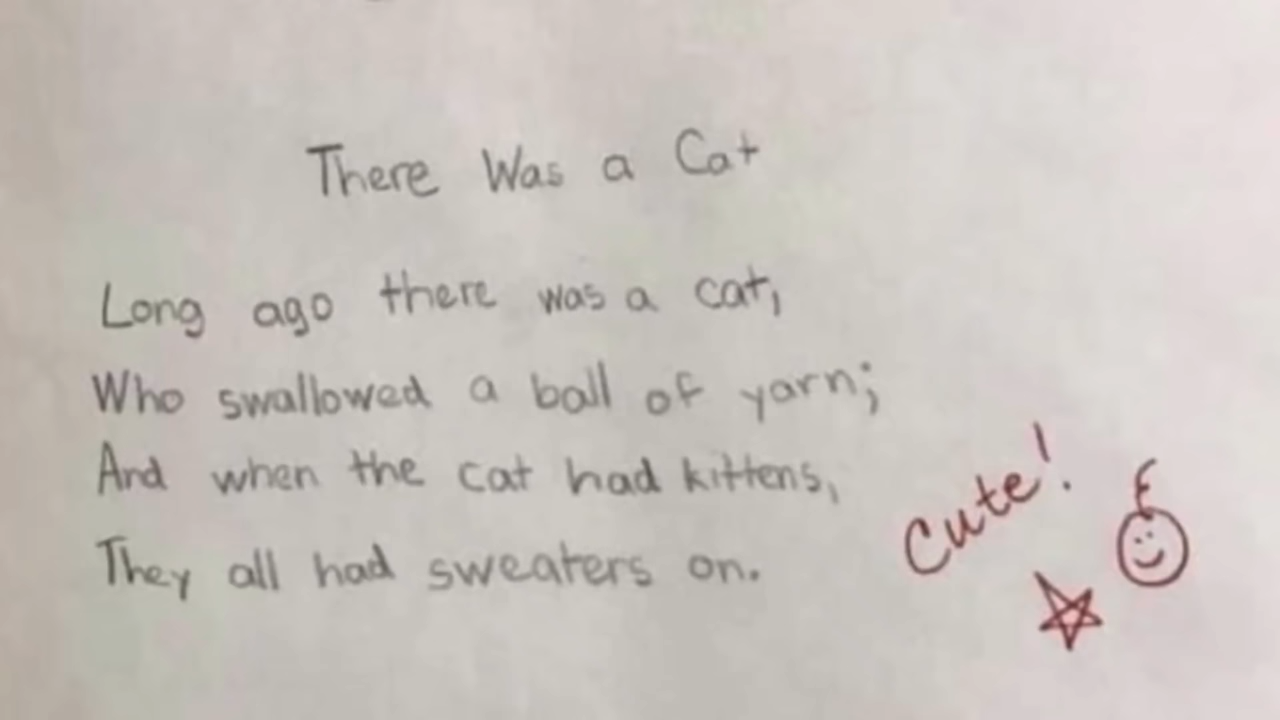 There Was a Cat
Long ago there was a cat,
Who swallowed a ball of yarn;
And when the cat had kittens,
They all had sweaters on.
Cute!